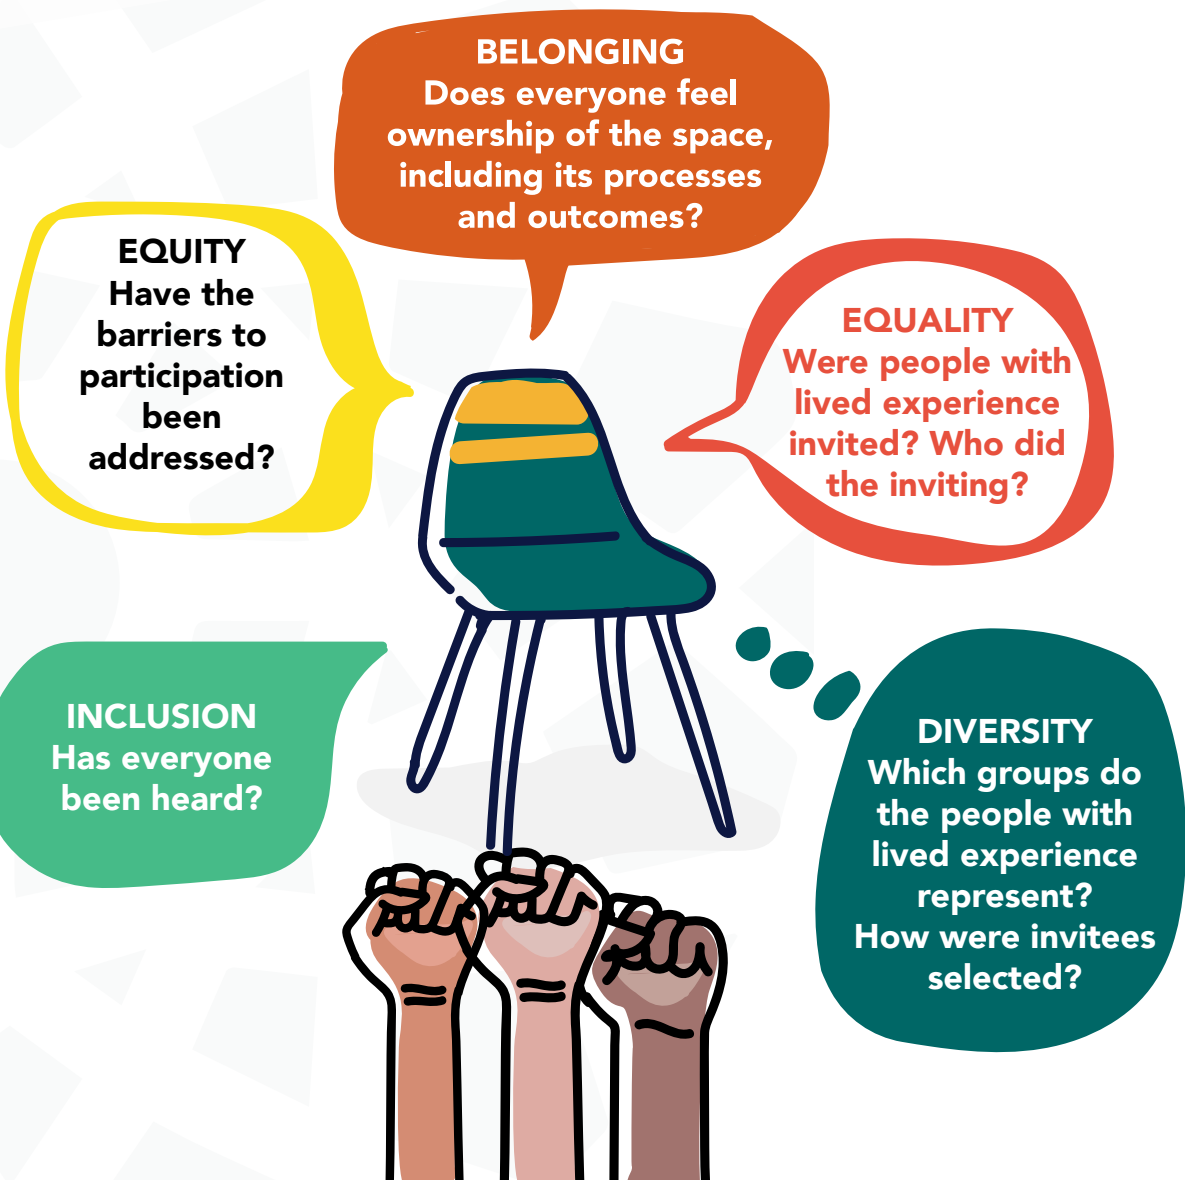 BELONGING
Does everyone feel
ownership of the space,
including its processes
and outcomes?
EQUITY
Have the
barriers to
participation
been
addressed?
EQUALITY
Were people with
lived experience
invited? Who did
the inviting?
INCLUSION
Has everyone
been heard?
DIVERSITY
Which groups do
the people with
lived experience
represent?
How were invitees
selected?